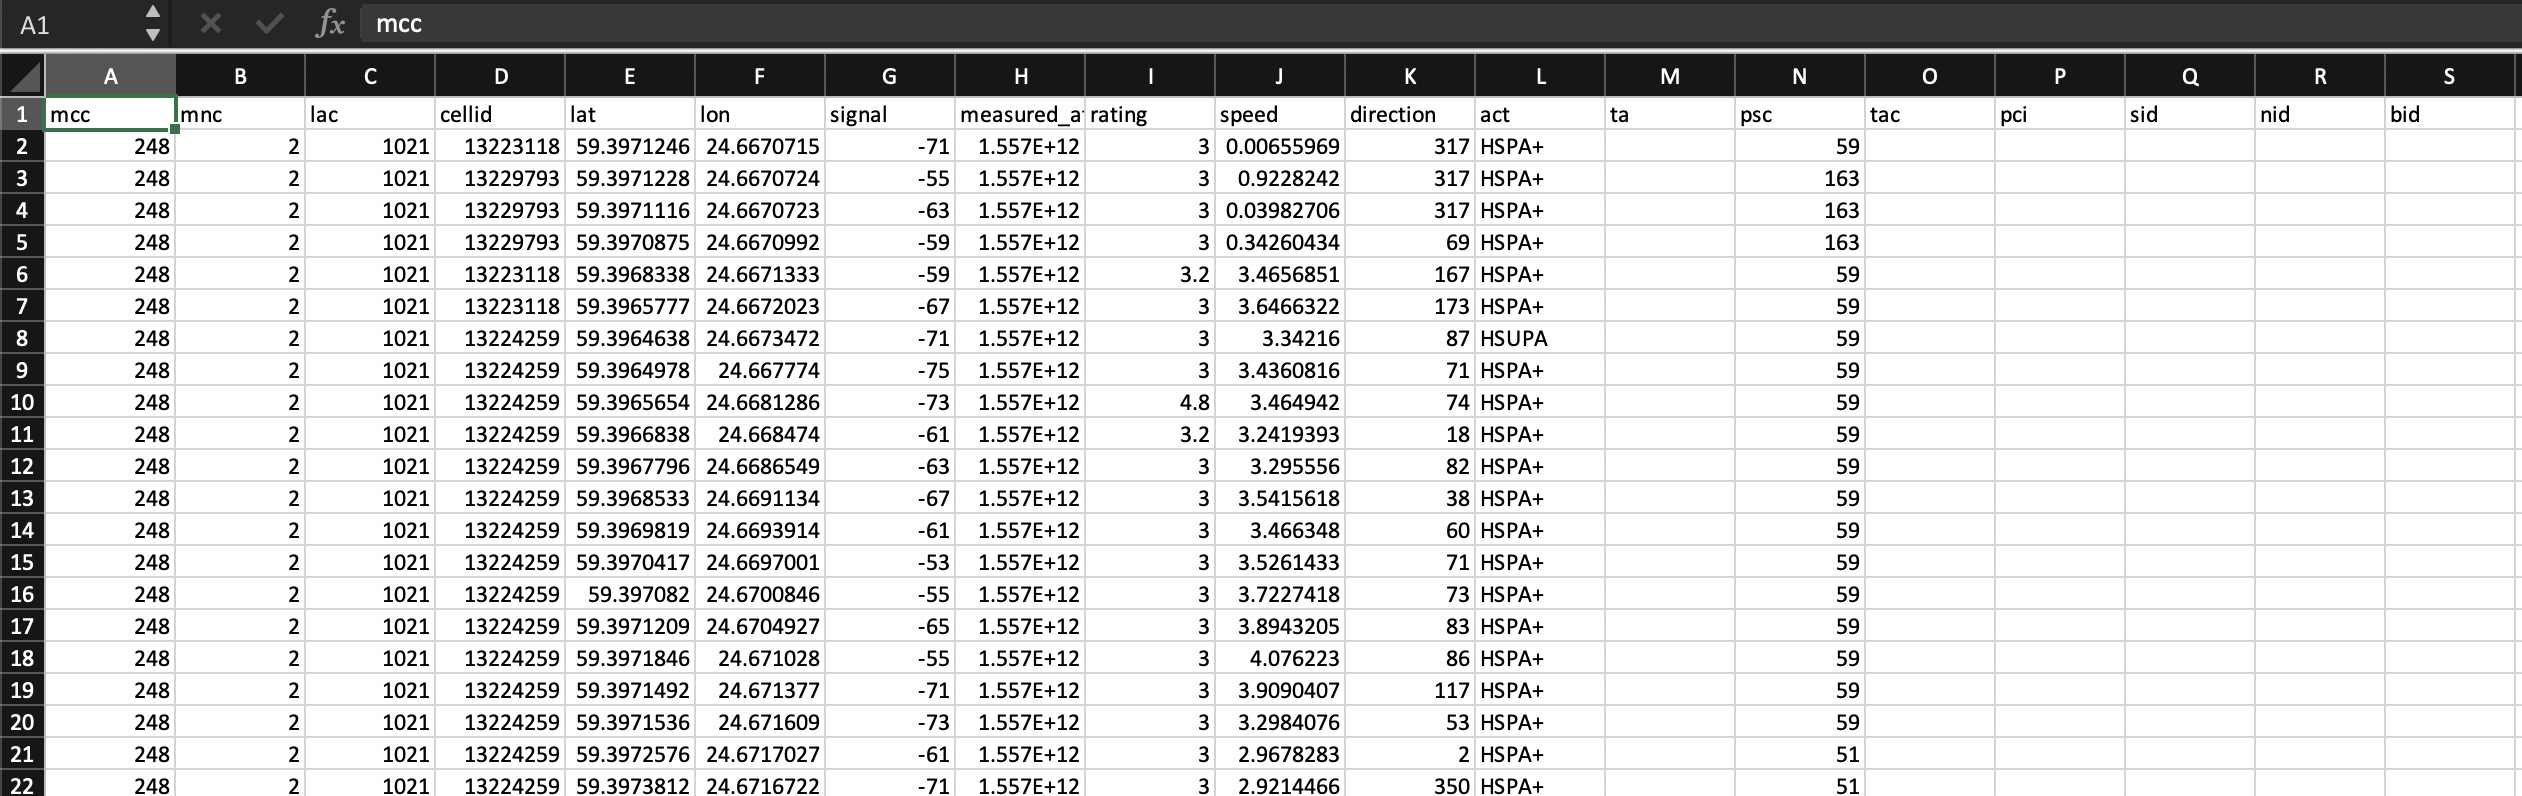 A1 fx mcc
A B C D E F G H I J K L M N O P Q R S
1 mcc mnc lac cellid lat lon signal measured_a rating speed direction act ta psc tac pci sid nid bid
2 248 2 1021 13223118 59.3971246 24.6670715 -71 1.557E+12 3 0.00655969 317 HSPA+ 59
3 248 2 1021 13229793 59.3971228 24.6670724 -55 1.557E+12 3 0.9228242 317 HSPA+ 163
4 248 2 1021 13229793 59.3971116 24.6670723 -63 1.557E+12 3 0.03982706 317 HSPA+ 163
5 248 2 1021 13229793 59.3970875 24.6670992 -59 1.557E+12 3 0.34260434 69 HSPA+ 163
6 248 2 1021 13223118 59.3968338 24.6671333 -59 1.557E+12 3.2 3.4656851 167 HSPA+ 59
7 248 2 1021 13223118 59.3965777 24.6672023 -67 1.557E+12 3 3.6466322 173 HSPA+ 59
8 248 2 1021 13224259 59.3964638 24.6673472 -71 1.557E+12 3 3.34216 87 HSUPA 59
9 248 2 1021 13224259 59.3964978 24.667774 -75 1.557E+12 3 3.4360816 71 HSPA+ 59
10 248 2 1021 13224259 59.3965654 24.6681286 -73 1.557E+12 4.8 3.464942 74 HSPA+ 59
11 248 2 1021 13224259 59.3966838 24.668474 -61 1.557E+12 3.2 3.2419393 18 HSPA+ 59
12 248 2 1021 13224259 59.3967796 24.6686549 -63 1.557E+12 3 3.295556 82 HSPA+ 59
13 248 2 1021 13224259 59.3968533 24.6691134 -67 1.557E+12 3 3.5415618 38 HSPA+ 59
14 248 2 1021 13224259 59.3969819 24.6693914 -61 1.557E+12 3 3.466348 60 HSPA+ 59
15 248 2 1021 13224259 59.3970417 24.6697001 -53 1.557E+12 3 3.5261433 71 HSPA+ 59
16 248 2 1021 13224259 59.397082 24.6700846 -55 1.557E+12 3 3.7227418 73 HSPA+ 59
17 248 2 1021 13224259 59.3971209 24.6704927 -65 1.557E+12 3 3.8943205 83 HSPA+ 59
18 248 2 1021 13224259 59.3971846 24.671028 -55 1.557E+12 3 4.076223 86 HSPA+ 59
19 248 2 1021 13224259 59.3971492 24.671377 -71 1.557E+12 3 3.9090407 117 HSPA+ 59
20 248 2 1021 13224259 59.3971536 24.671609 -73 1.557E+12 3 3.2984076 53 HSPA+ 59
21 248 2 1021 13224259 59.3972576 24.6717027 -61 1.557E+12 3 2.9678283 2 HSPA+ 51
22 248 2 1021 13224259 59.3973812 24.6716722 -71 1.557E+12 3 2.9214466 350 HSPA+ 51